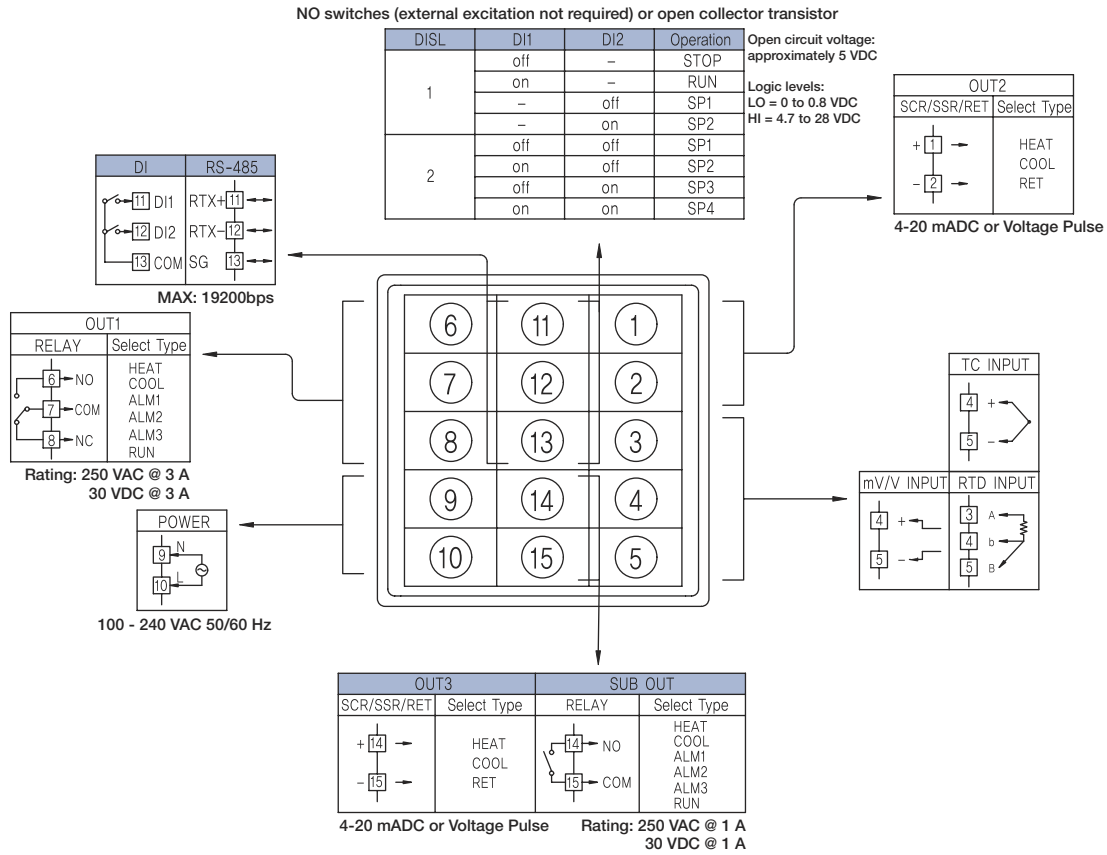 NO switches (external excitation not required) or open collector transistor
DISL DI1 DI2 Operation
1
off – STOP
on – RUN
– off SP1
– on SP2
2
off off SP1
on off SP2
off on SP3
on on SP4
Open circuit voltage:
approximately 5 VDC
Logic levels:
LO = 0 to 0.8 VDC
HI = 4.7 to 28 VDC
OUT2
SCR/SSR/RET Select Type
+ 1
- 2
HEAT
COOL
RET
4-20 mADC or Voltage Pulse
DI RS-485
11 DI1 RTX+ 11
12 DI2 RTX- 12
13 COM SG 13
MAX: 19200bps
OUT1
RELAY Select Type
6 NO
7 COM
8 NC
HEAT
COOL
ALM1
ALM2
ALM3
RUN
Rating: 250 VAC @ 3 A
30 VDC @ 3 A
POWER
9 N
10 L
100 - 240 VAC 50/60 Hz
6 11 1
7 12 2
8 13 3
9 14 4
10 15 5
TC INPUT
4 +
5 -
mV/V INPUT RTD INPUT
4 +
5 -
3 A
4 b
5 B
OUT3 SUB OUT
SCR/SSR/RET Select Type RELAY Select Type
+ 14
- 15
HEAT
COOL
RET
14 NO
15 COM
HEAT
COOL
ALM1
ALM2
ALM3
RUN
4-20 mADC or Voltage Pulse
Rating: 250 VAC @ 1 A
30 VDC @ 1 A